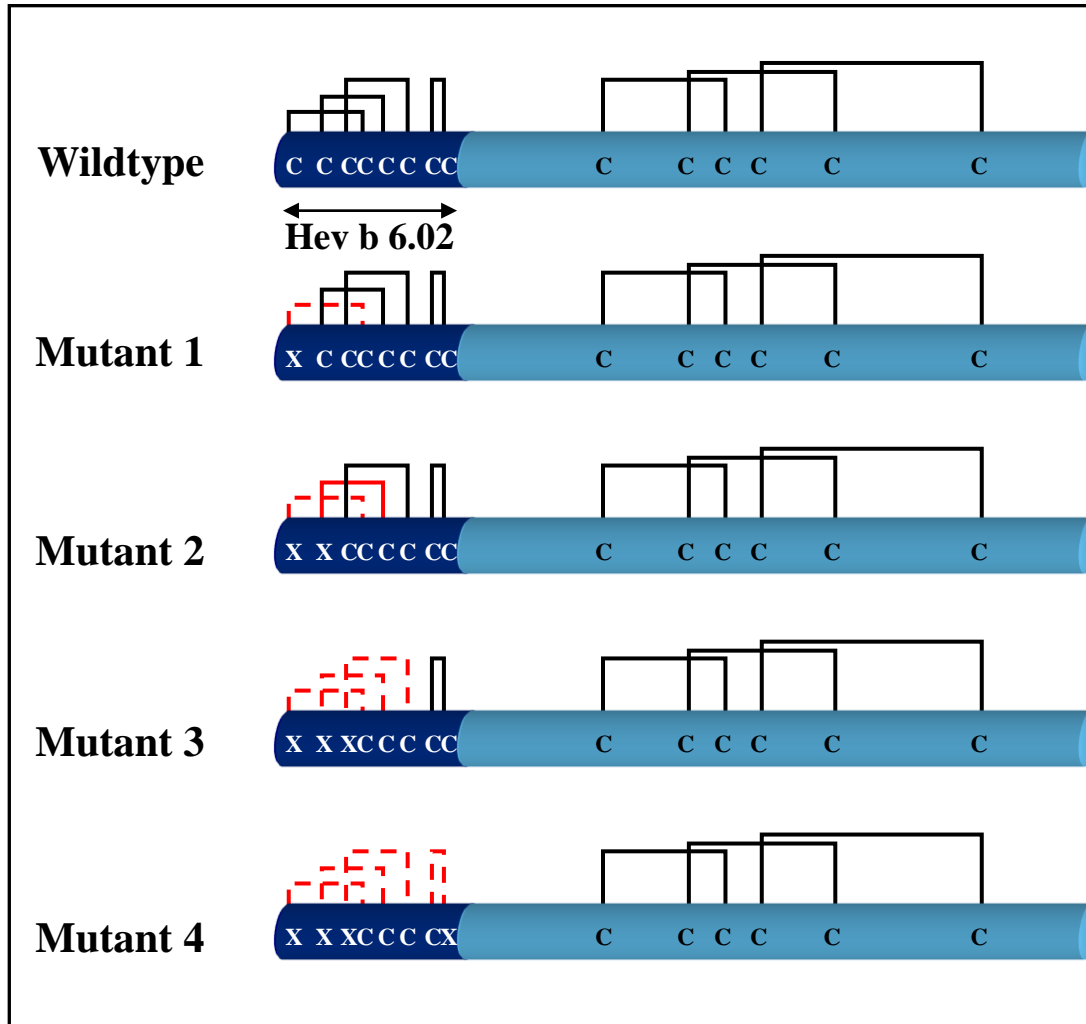 Wildtype C C CC C C CC C C C C C C
Hev b 6.02
Mutant 1 X C CC C C CC C C C C C C
Mutant 2 X X CC C C CC C C C C C C
Mutant 3 X X XC C C CC C C C C C C
Mutant 4 X X XC C C CX C C C C C C